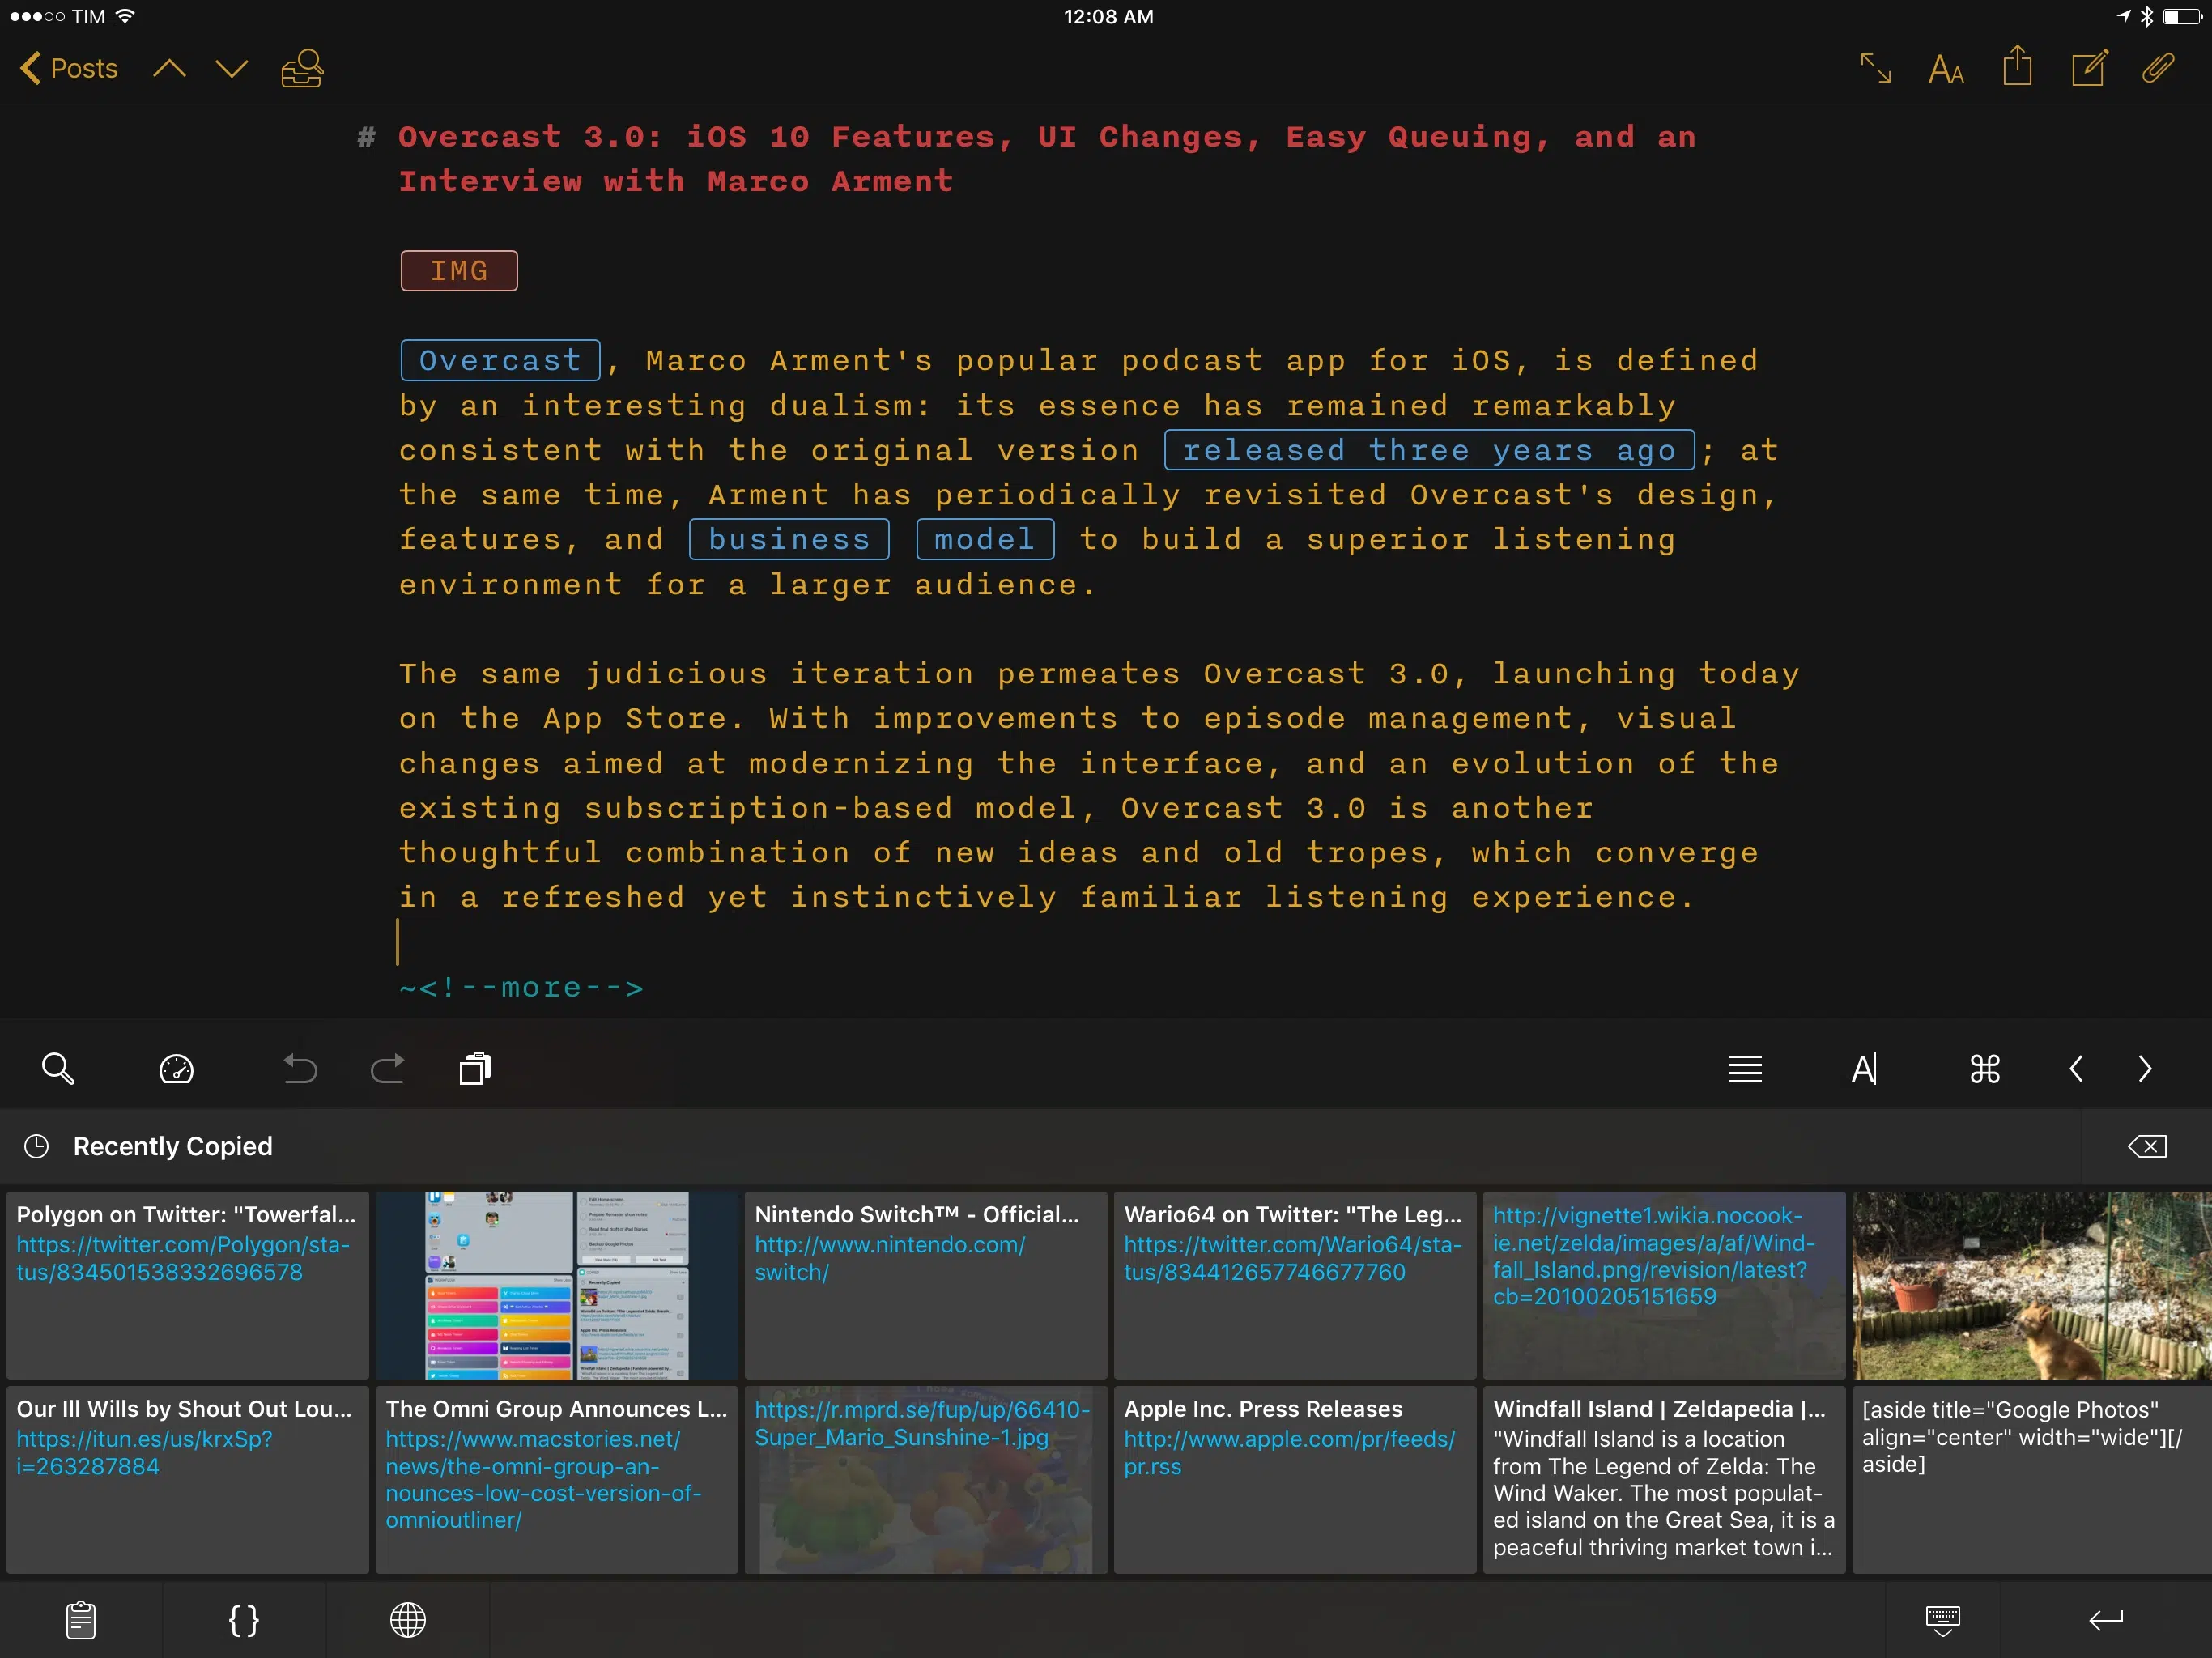 TIM
12:08 AM
Posts
AA
# Overcast 3.0: iOS 10 Features, UI Changes, Easy Queuing, and an
Interview with Marco Arment
IMG
Overcast, Marco Arment's popular podcast app for iOS, is defined
by an interesting dualism: its essence has remained remarkably
consistent with the original version released three years ago; at
the same time, Arment has periodically revisited Overcast's design,
features, and business model to build a superior listening
environment for a larger audience.
The same judicious iteration permeates Overcast 3.0, launching today
on the App Store. With improvements to episode management, visual
changes aimed at modernizing the interface, and an evolution of the
existing subscription-based model, Overcast 3.0 is another
thoughtful combination of new ideas and old tropes, which converge
in a refreshed yet instinctively familiar listening experience.
~<!--more-->
A
Recently Copied
Polygon on Twitter: "Towerfal...
https://twitter.com/Polygon/sta-
tus/834501538332696578
Nintendo Switch™ - Official...
http://www.nintendo.com/
switch/
Wario64 on Twitter: "The Leg...
https://twitter.com/Wario64/sta-
tus/834412657746677760
http://vignette1.wikia.nocook-
ie.net/zelda/images/a/af/Wind-
fall_Island.png/revision/latest?
cb=20100205151659
Our Ill Wills by Shout Out Lou...
https://itun.es/us/krxSp?
i=263287884
The Omni Group Announces L...
https://www.macstories.net/
news/the-omni-group-an-
nounces-low-cost-version-of-
omnioutliner/
https://r.mprd.se/fup/up/66410-
Super_Mario_Sunshine-1.jpg
Apple Inc. Press Releases
http://www.apple.com/pr/feeds/
pr.rss
Windfall Island | Zeldapedia |...
"Windfall Island is a location
from The Legend of Zelda: The
Wind Waker. The most populat-
ed island on the Great Sea, it is a
peaceful thriving market town i...
[aside title="Google Photos"
align="center" width="wide"][/
aside]
{ }